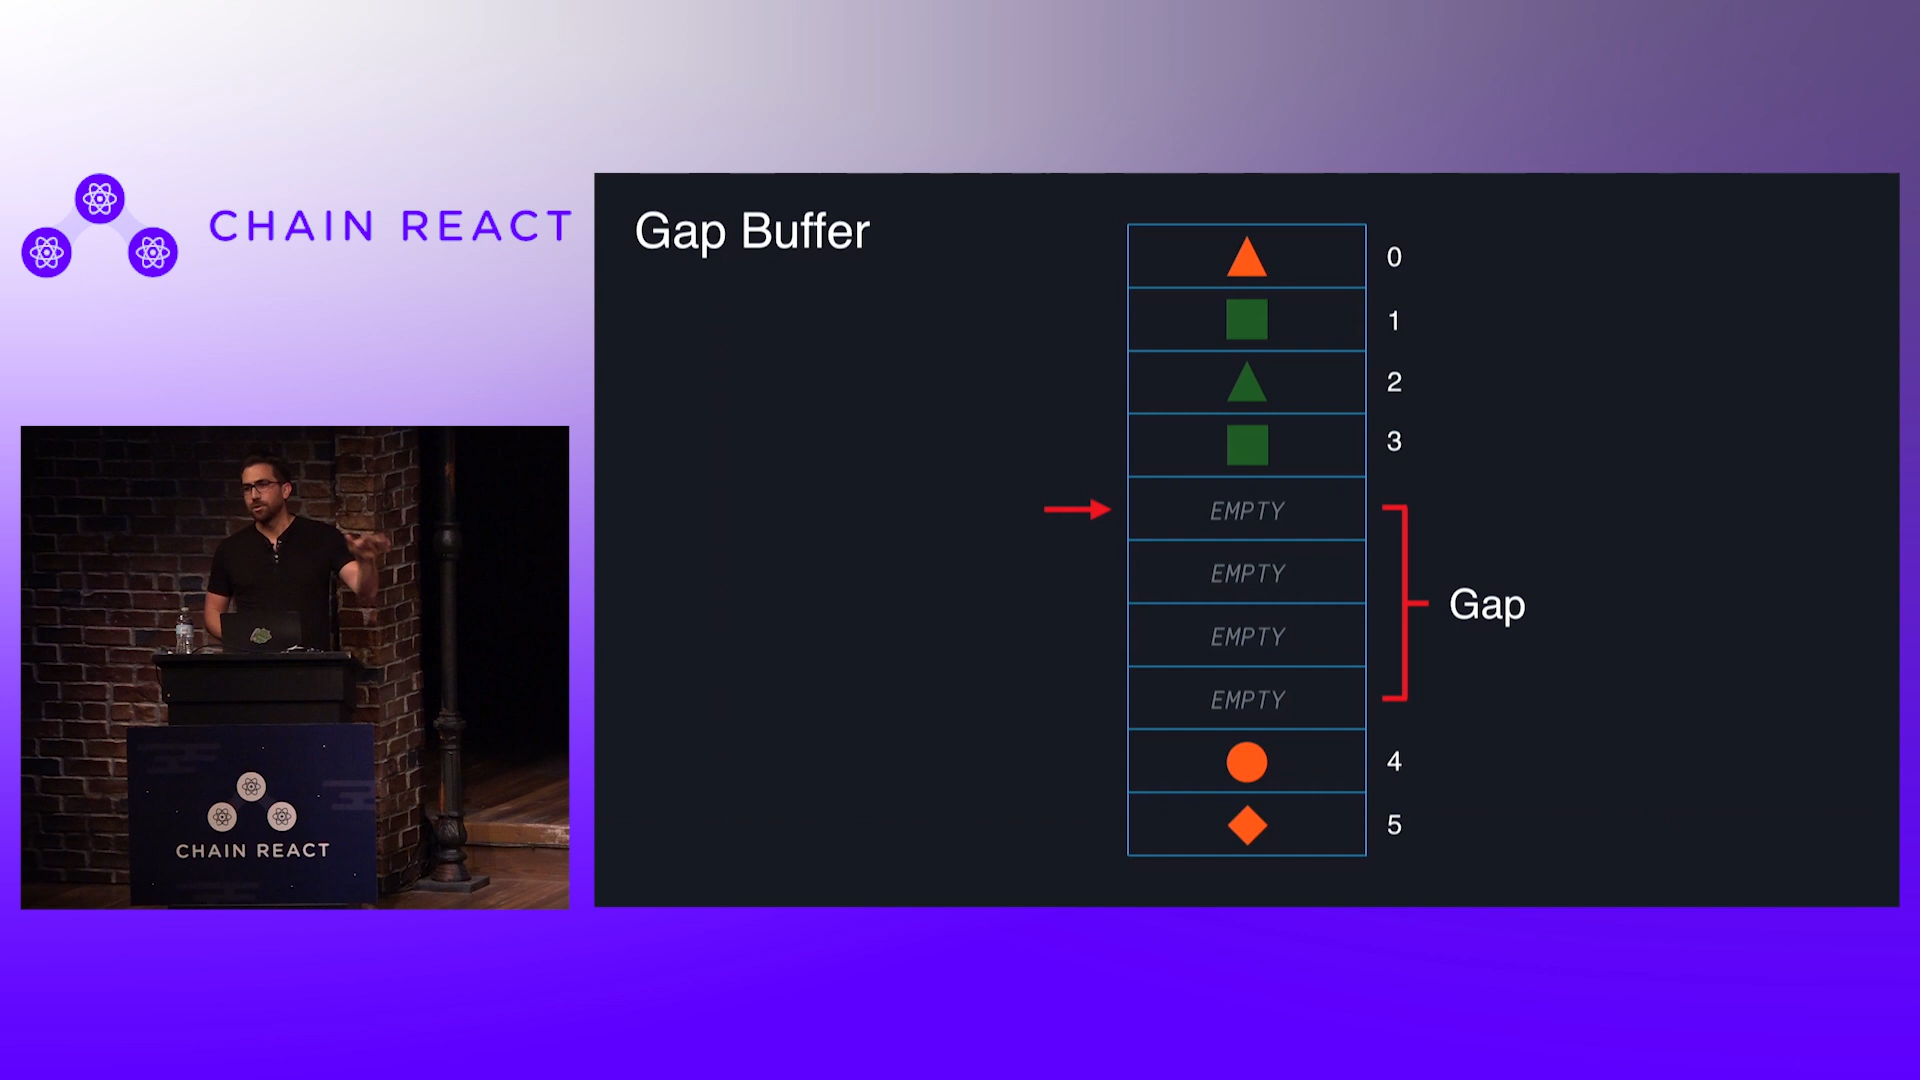 CHAIN REACT
Gap Buffer
0
1
2
3
EMPTY
EMPTY
EMPTY
EMPTY
Gap
4
5
CHAIN REACT